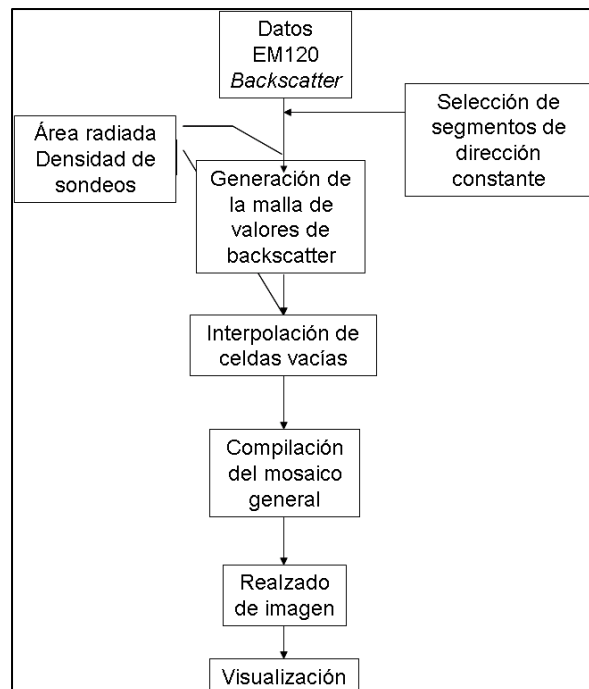 Datos
EM120
Backscatter
Selección de
segmentos de
dirección
constante
Área radiada
Densidad de
sondeos
Generación de
la malla de
valores de
backscatter
Interpolación de
celdas vacías
Compilación
del mosaico
general
Realzado
de imagen
Visualización